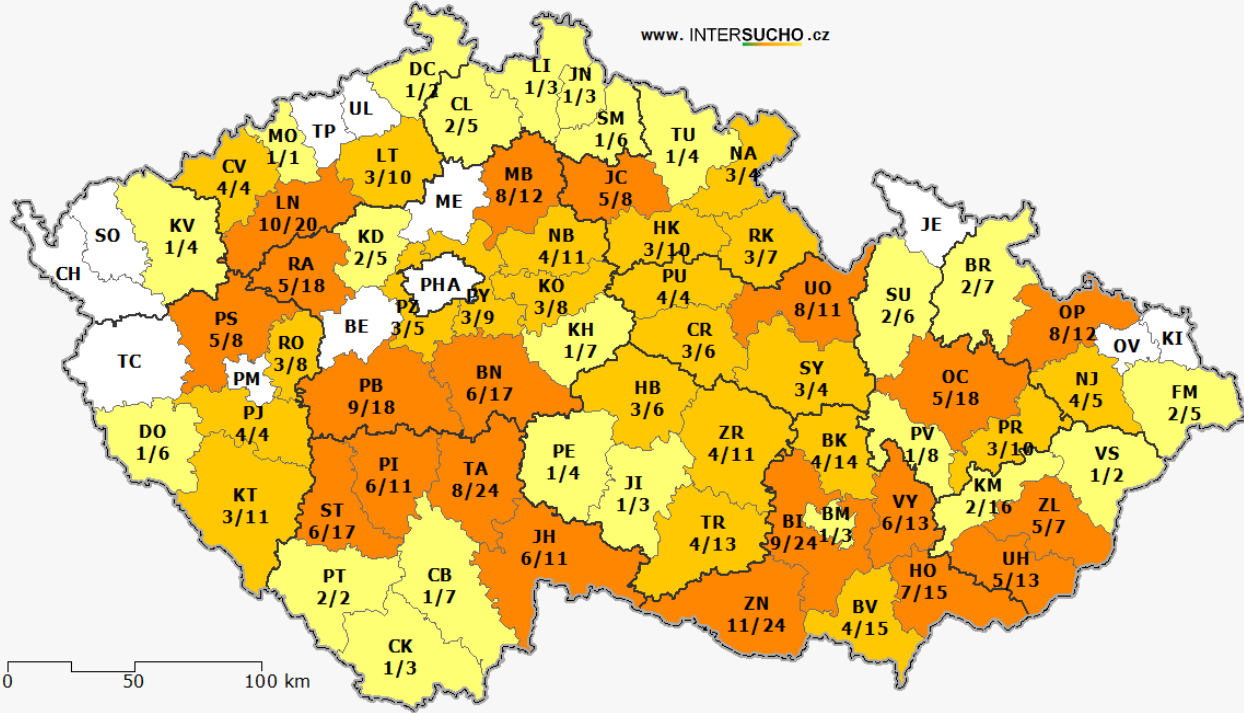 www. INTERSUCHO .cz
DC
1/2
LI
1/3
JN
1/3
UL
CL
2/5
SM
1/6
TU
1/4
MO
1/1
TP
LT
3/10
NA
3/4
CV
4/4
MB
8/12
JC
5/8
LN
10/20
ME
KV
1/4
SO
KD
2/5
NB
4/11
HK
3/10
RK
3/7
JE
CH
RA
5/18
PHA
KO
3/8
PU
4/4
BR
2/7
PZ
3/5
PY
3/9
UO
8/11
SU
2/6
PS
5/8
BE
KH
1/7
CR
3/6
OP
8/12
OV
KI
TC
RO
3/8
PM
PB
9/18
BN
6/17
HB
3/6
SY
3/4
OC
5/18
NJ
4/5
FM
2/5
DO
1/6
PJ
4/4
PE
1/4
ZR
4/11
BK
4/14
PV
1/8
PR
3/10
VS
1/2
KT
3/11
PI
6/11
TA
8/24
JI
1/3
KM
2/16
ST
6/17
JH
6/11
TR
4/13
BI
9/24
BM
1/3
VY
6/13
ZL
5/7
PT
2/2
CB
1/7
UH
5/13
HO
7/15
ZN
11/24
BV
4/15
CK
1/3
0 50 100 km